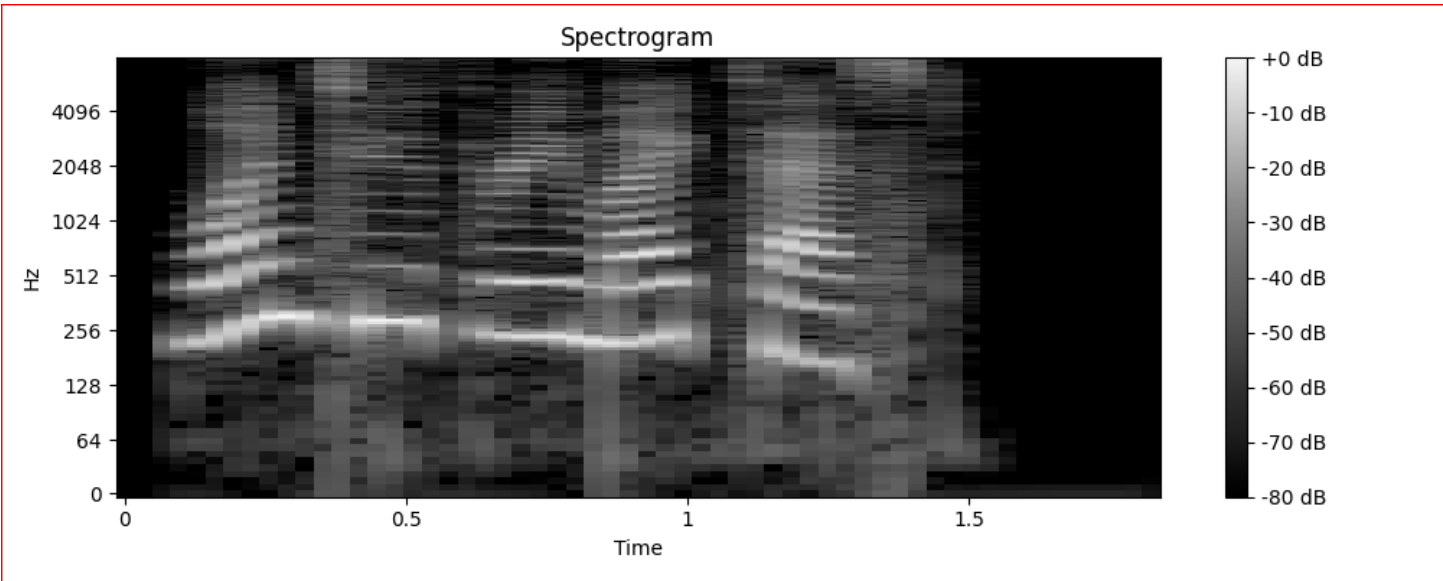 Spectrogram
4096
2048
1024
512
256
128
64
0
Hz
0
0.5
1
1.5
Time
+0 dB
-10 dB
-20 dB
-30 dB
-40 dB
-50 dB
-60 dB
-70 dB
-80 dB